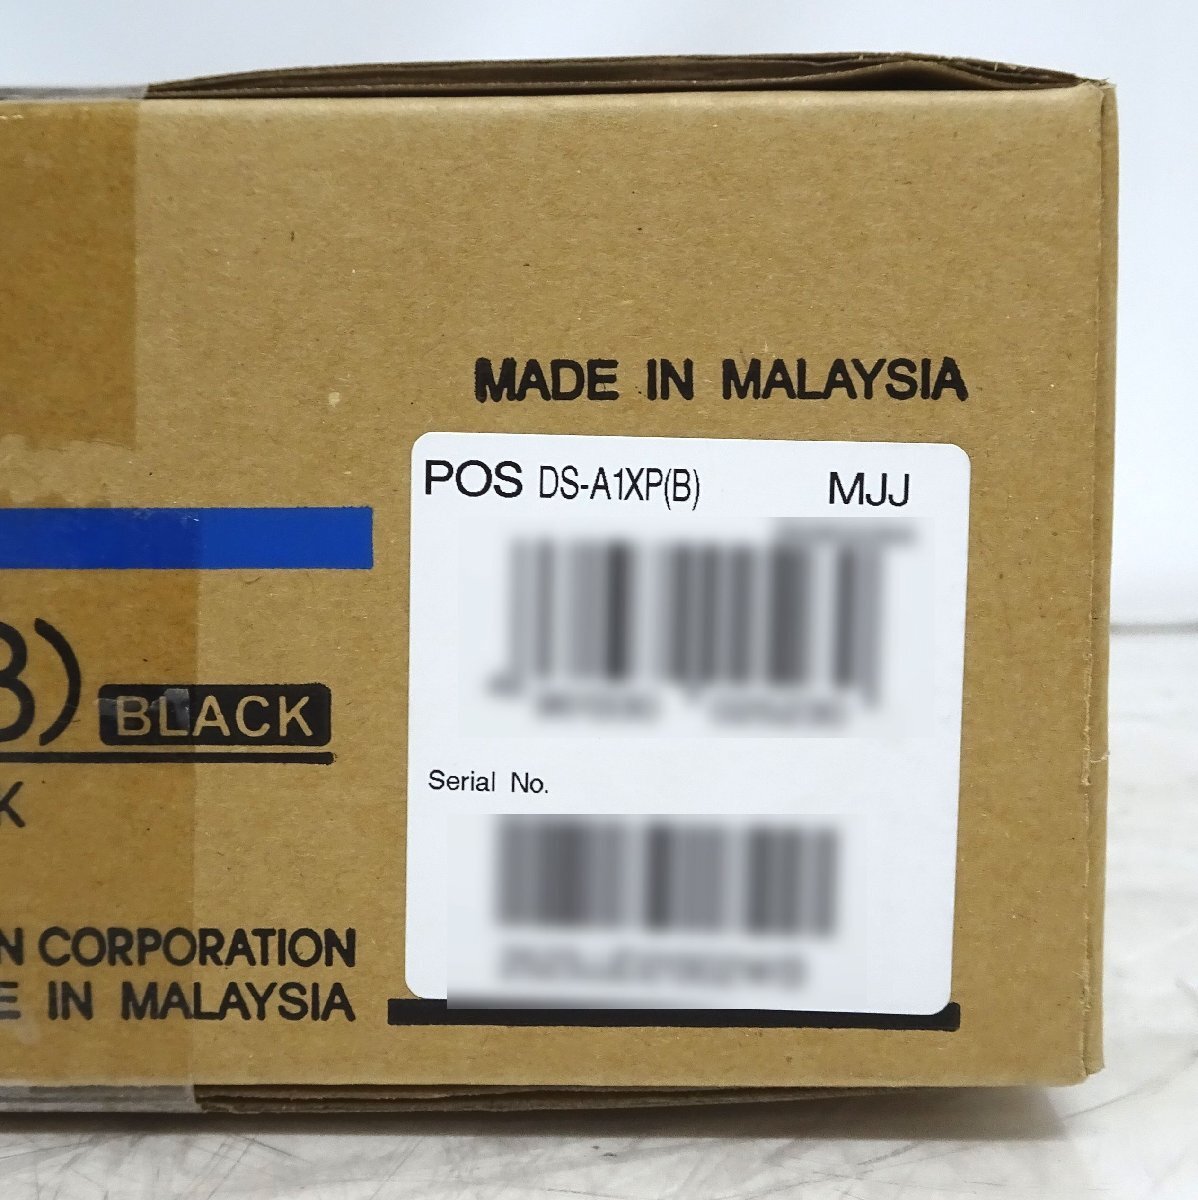 MADE IN MALAYSIA
POS DS-A1XP(B) MJJ
B) BLACK
K
Serial No.
N CORPORATION
E IN MALAYSIA